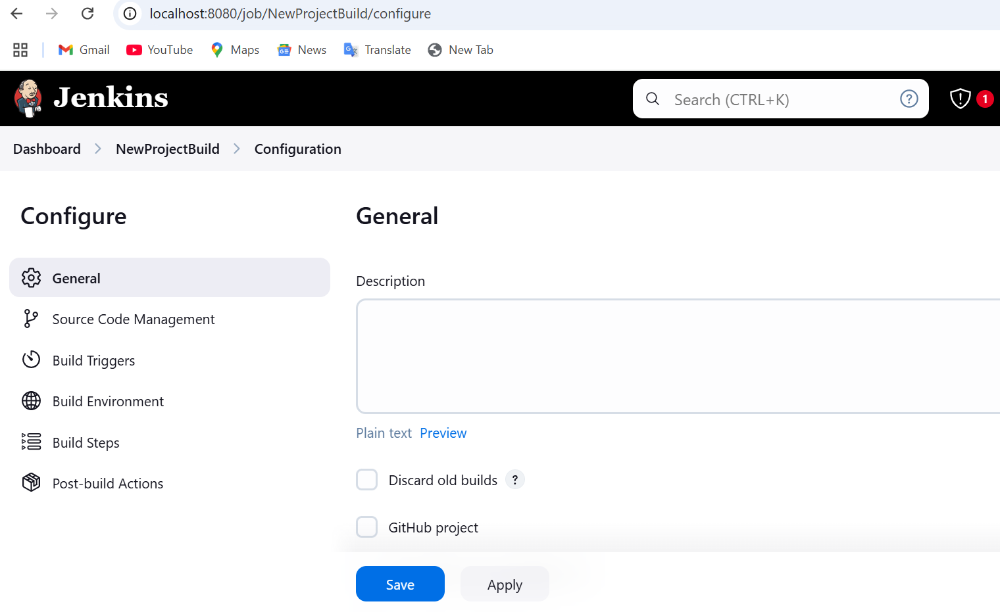 localhost:8080/job/NewProjectBuild/configure
Gmail YouTube Maps News Translate New Tab
Jenkins Search (CTRL+K) ? 1
Dashboard NewProjectBuild Configuration
Configure
General
Source Code Management
Build Triggers
Build Environment
Build Steps
Post-build Actions
General
Description
Plain text Preview
Discard old builds ?
GitHub project
Save Apply